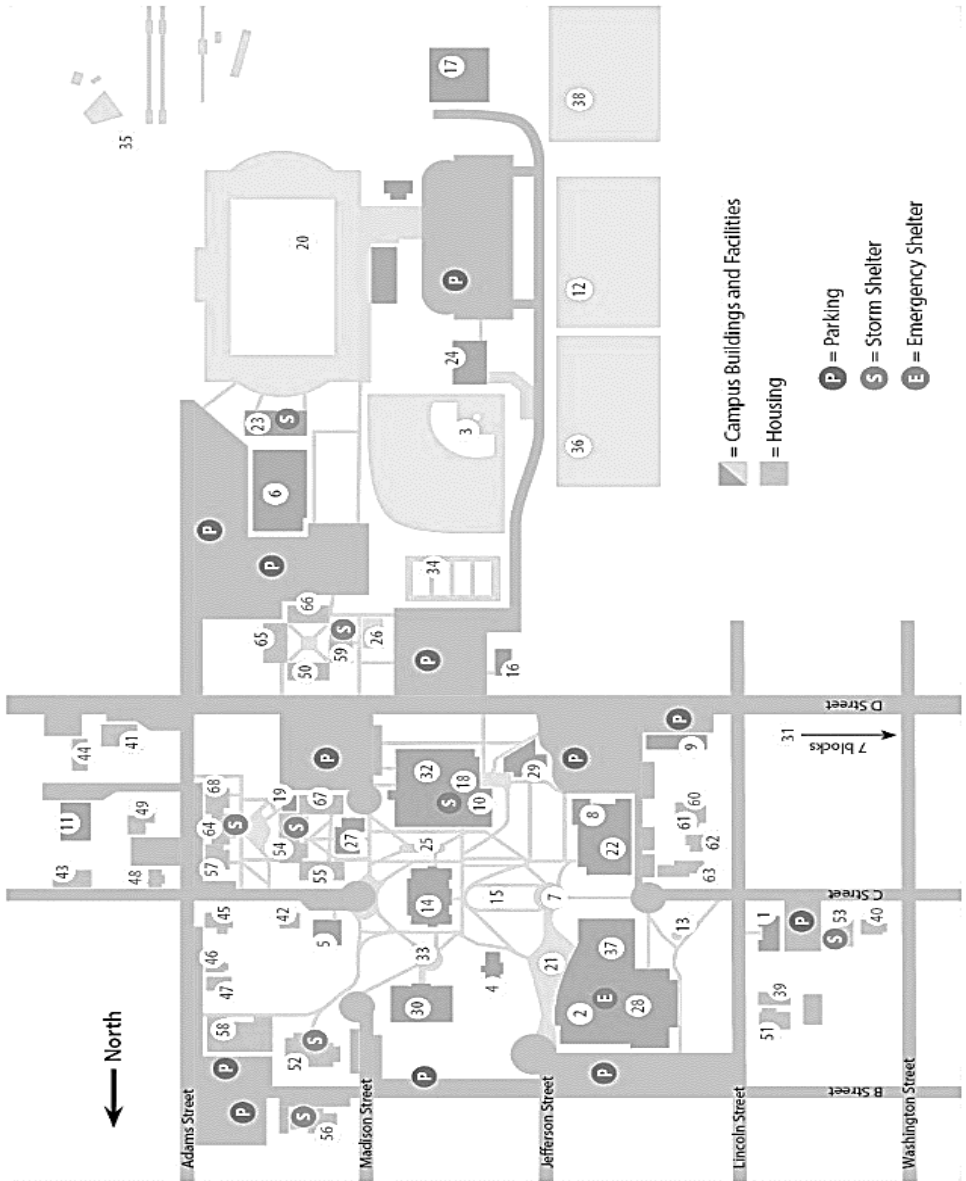 17
38
35
20
12
P
24
= Campus Buildings and Facilities
= Housing
P = Parking
S = Storm Shelter
E = Emergency Shelter
23
S
3
36
6
P
P
34
66
65
S
26
59
50
P
16
D Street
44
41
P
P
9
31
7 blocks
P
68
19
67
32
18
29
11
49
S
10
8
60
64
S
61
54
27
25
22
62
57
55
63
43
48
C Street
14
15
7
45
42
1
P
53
40
5
13
S
46
33
21
37
47
4
39
30
2
E
28
51
58
S
52
P
P
P
B Street
P
S
56
North
Adams Street
Madison Street
Jefferson Street
Lincoln Street
Washington Street